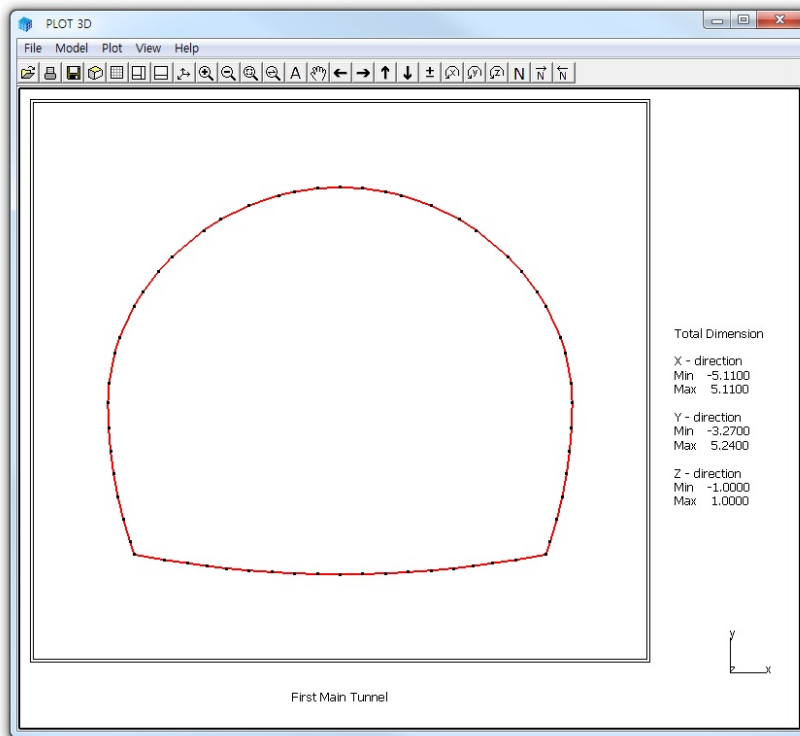 PLOT 3D
File Model Plot View Help
A ± X Y Z N N N
Total Dimension
X - direction
Min -5.1100
Max 5.1100
Y - direction
Min -3.2700
Max 5.2400
Z - direction
Min -1.0000
Max 1.0000
y
z x
First Main Tunnel